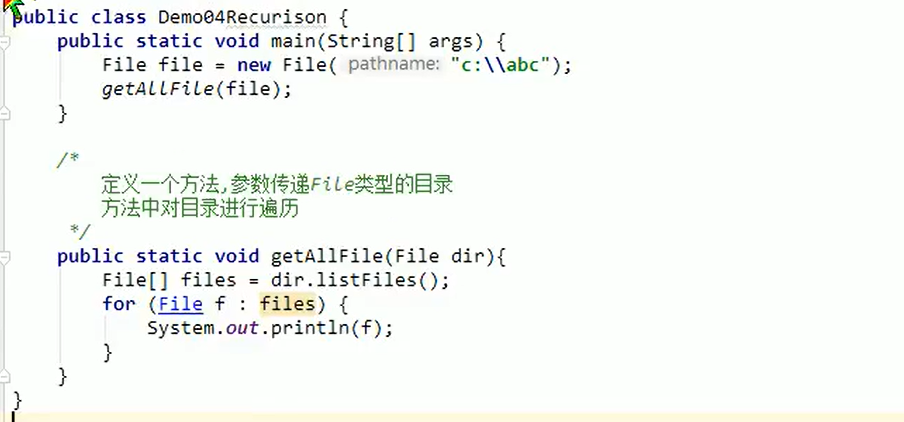 public class Demo04Recurison {
public static void main(String[] args) {
File file = new File( pathname: "c:\\abc");
getAllFile(file);
}
/*
定义一个方法,参数传递File类型的目录
方法中对目录进行遍历
*/
public static void getAllFile(File dir){
File[] files = dir.listFiles();
for (File f : files) {
System.out.println(f);
}
}
}